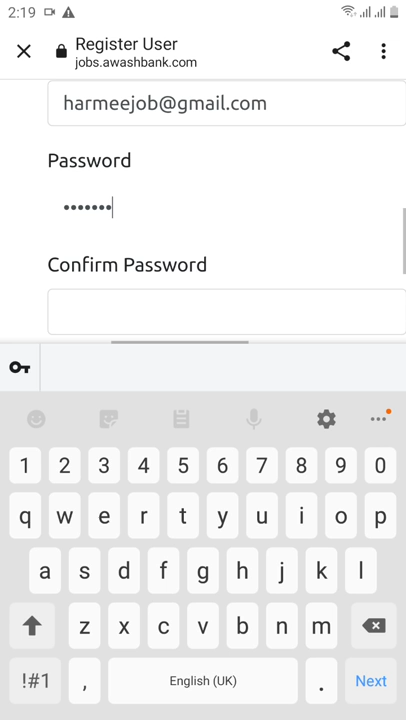 2:19
Register User
jobs.awashbank.com
harmeejob@gmail.com
Password
•••••••
Confirm Password
1 2 3 4 5 6 7 8 9 0
q w e r t y u i o p
a s d f g h j k l
z x c v b n m
!#1 , English (UK) . Next